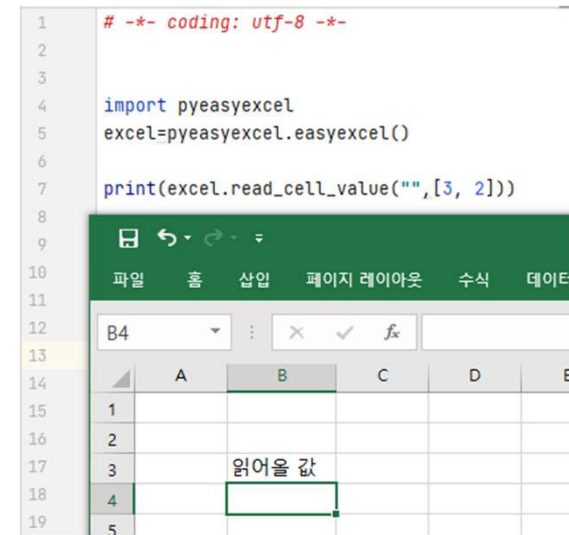 1 # -*- coding: utf-8 -*-
2
3
4 import pyeasyexcel
5 excel=pyeasyexcel.easyexcel()
6
7 print(excel.read_cell_value("",[3, 2]))
8
9
10
11
12
13
14
15
16
17
18
19
파일 홈 삽입 페이지 레이아웃 수식 데이터
B4 fx
A B C D E
1
2
3 읽어올 값
4
5